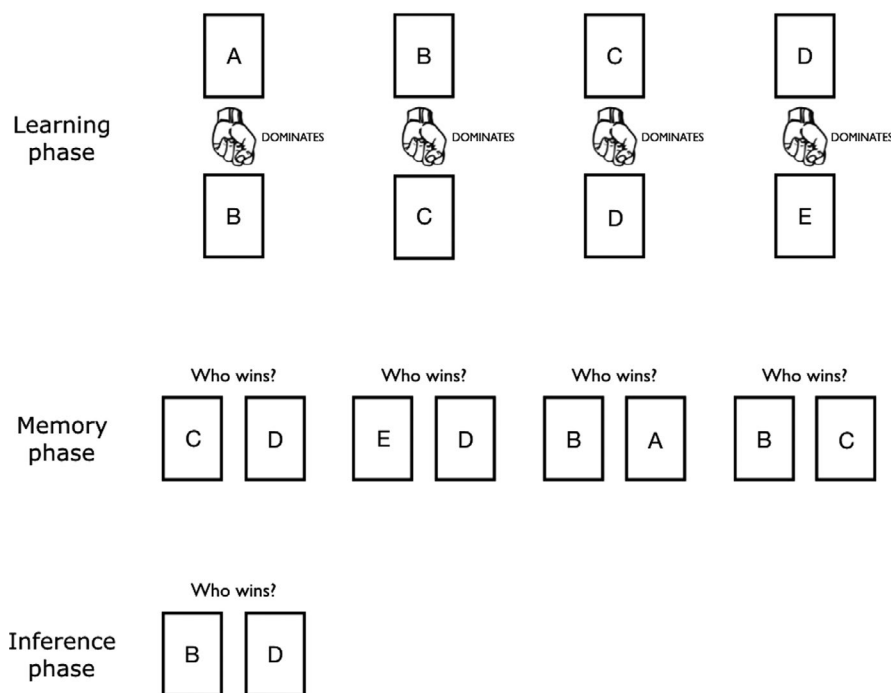 A B C D
Learning
phase
DOMINATES DOMINATES DOMINATES DOMINATES
B C D E
Who wins? Who wins? Who wins? Who wins?
Memory
phase
C D E D B A B C
Who wins?
Inference
phase
B D